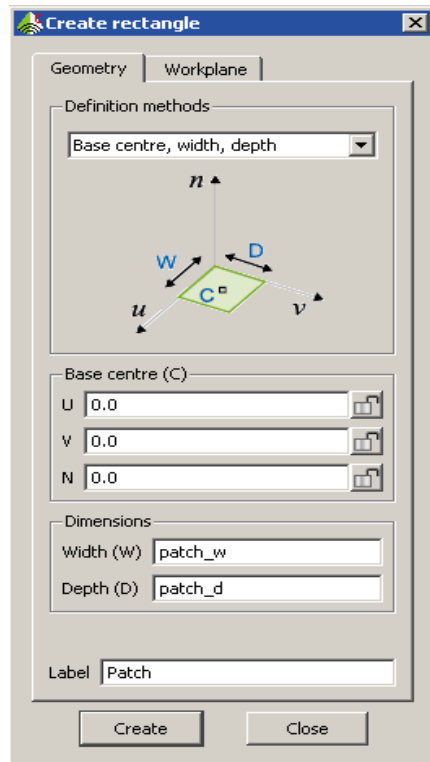 Create rectangle
Geometry Workplane
Definition methods
Base centre, width, depth
n
W D
C
u v
Base centre (C)
U 0.0
V 0.0
N 0.0
Dimensions
Width (W) patch_w
Depth (D) patch_d
Label Patch
Create Close